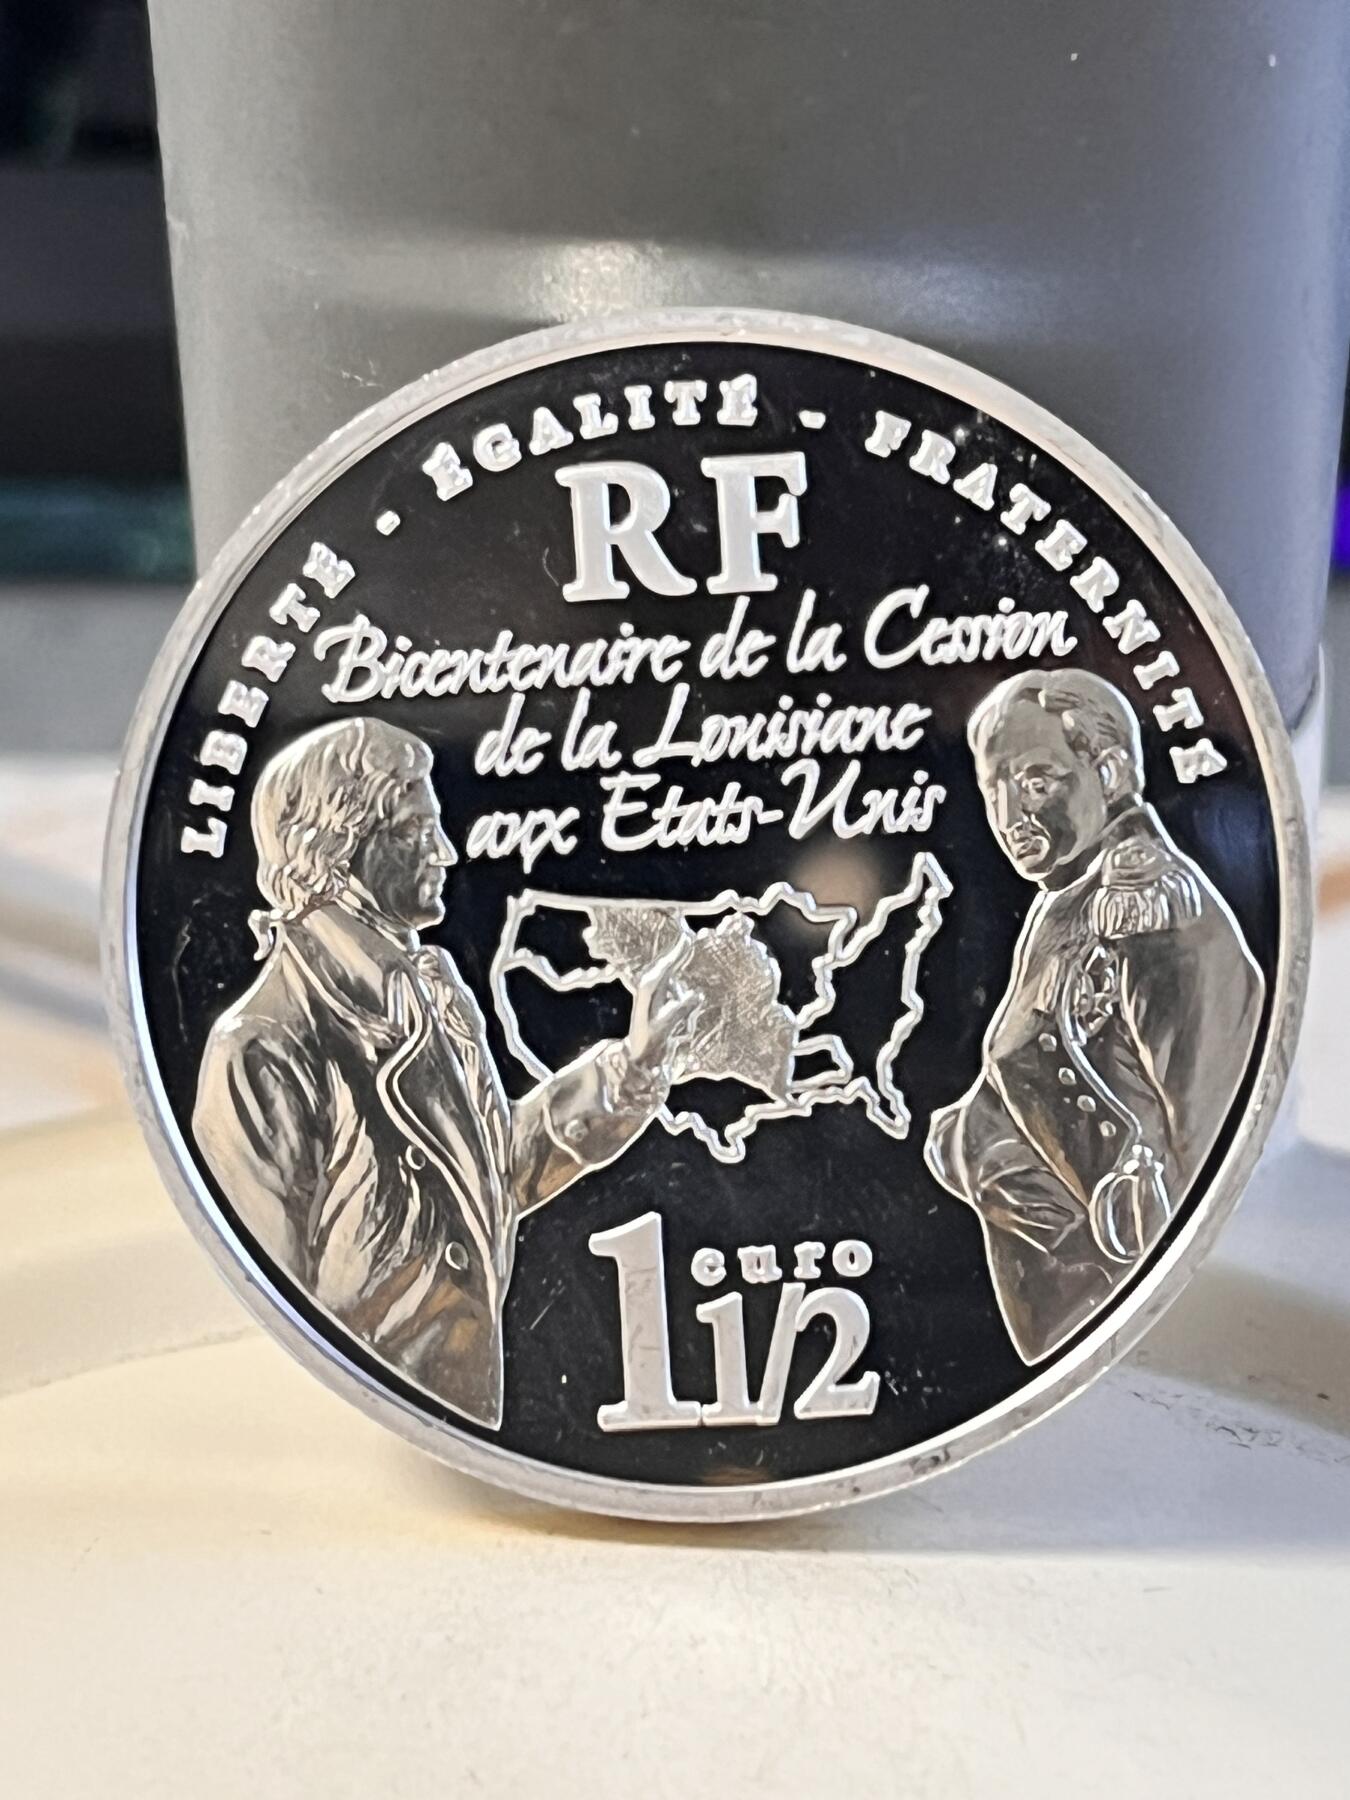 LIBERTÉ - ÉGALITÉ - FRATERNITÉ
RF
Bicentenaire de la Cession
de la Louisiane
aux Etats-Unis
1 1/2 euro